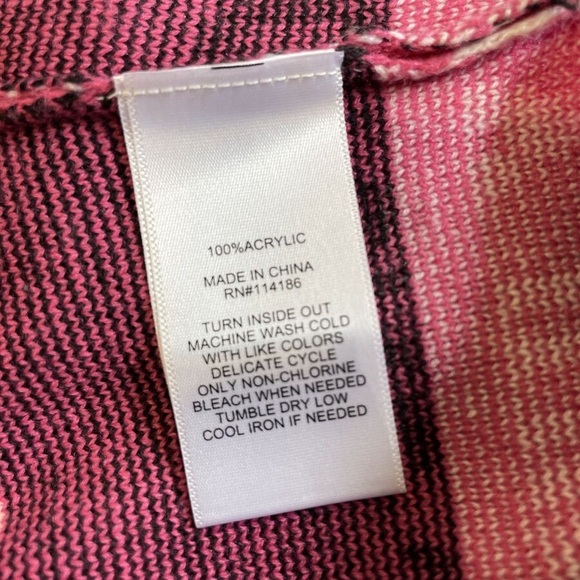 100%ACRYLIC
MADE IN CHINA
RN#114186
TURN INSIDE OUT
MACHINE WASH COLD
WITH LIKE COLORS
DELICATE CYCLE
ONLY NON-CHLORINE
BLEACH WHEN NEEDED
TUMBLE DRY LOW
COOL IRON IF NEEDED